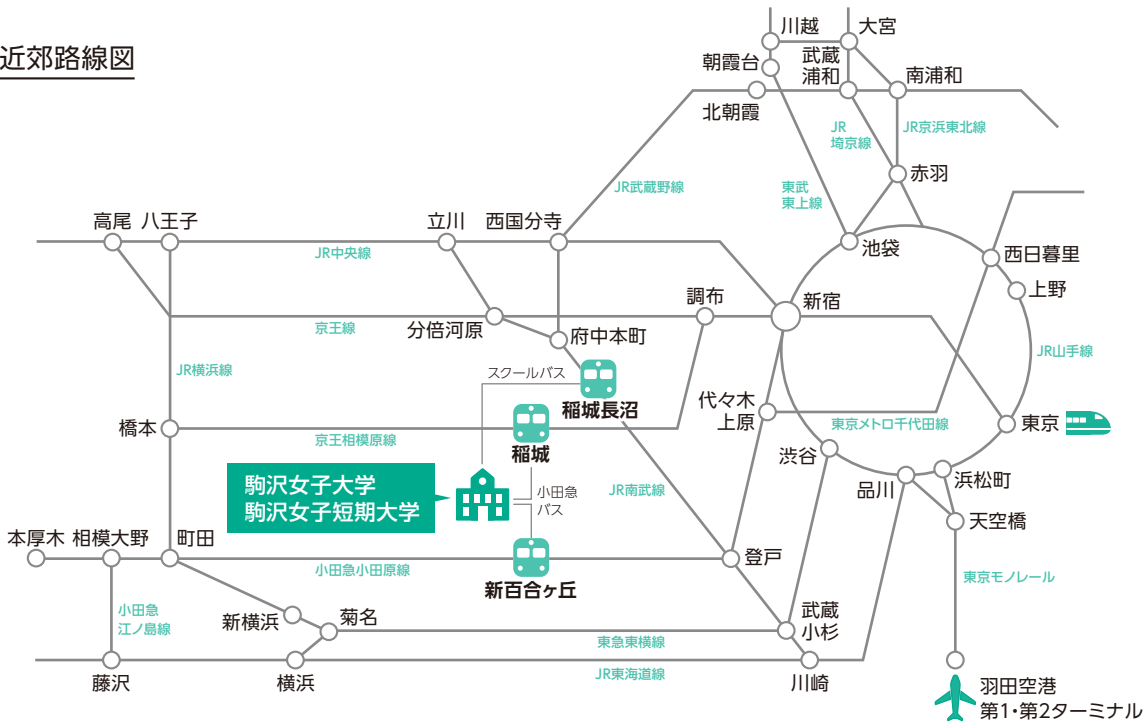 近郊路線図
川越
大宮
朝霞台
武蔵
浦和
南浦和
北朝霞
JR
埼京線
JR京浜東北線
赤羽
JR武蔵野線
東武
東上線
高尾
八王子
立川
西国分寺
JR中央線
池袋
西日暮里
上野
調布
新宿
京王線
分倍河原
府中本町
JR山手線
スクールバス
JR横浜線
稲城長沼
代々木
上原
橋本
京王相模原線
稲城
東京メトロ千代田線
東京
渋谷
駒沢女子大学
駒沢女子短期大学
小田急
バス
JR南武線
品川
浜松町
天空橋
本厚木
相模大野
町田
小田急小田原線
新百合ヶ丘
登戸
東京モノレール
小田急
江ノ島線
新横浜
菊名
武蔵
小杉
東急東横線
JR東海道線
藤沢
横浜
川崎
羽田空港
第1・第2ターミナル